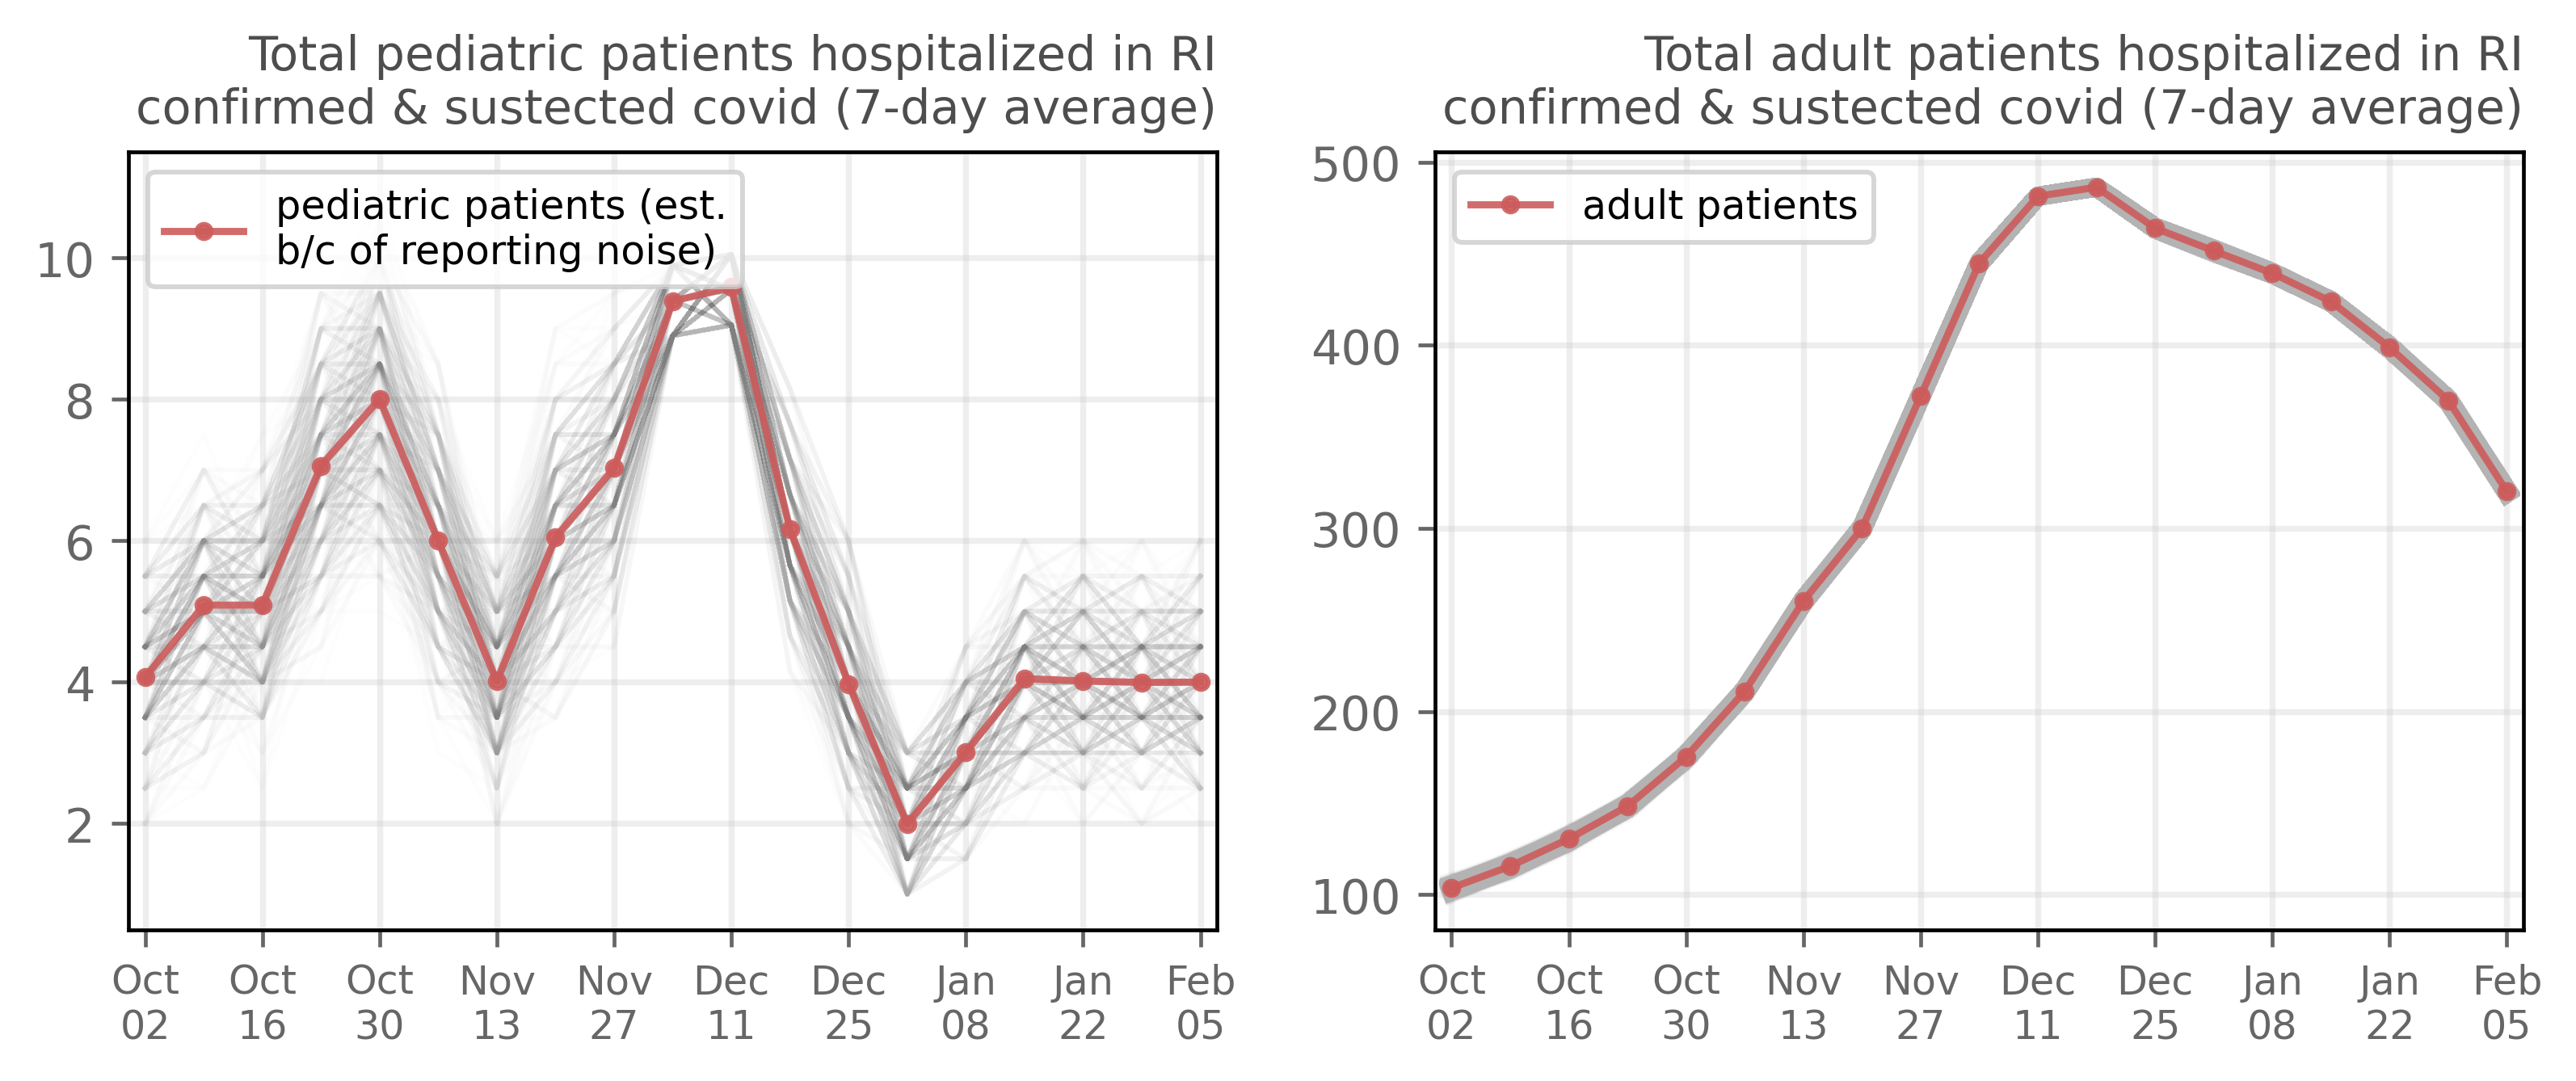 Total pediatric patients hospitalized in RI
confirmed & sustected covid (7-day average)
pediatric patients (est.
b/c of reporting noise)
10
8
6
4
2
Oct Oct Oct Nov Nov Dec Dec Jan Jan Feb
02 16 30 13 27 11 25 08 22 05
Total adult patients hospitalized in RI
confirmed & sustected covid (7-day average)
adult patients
500
400
300
200
100
Oct Oct Oct Nov Nov Dec Dec Jan Jan Feb
02 16 30 13 27 11 25 08 22 05